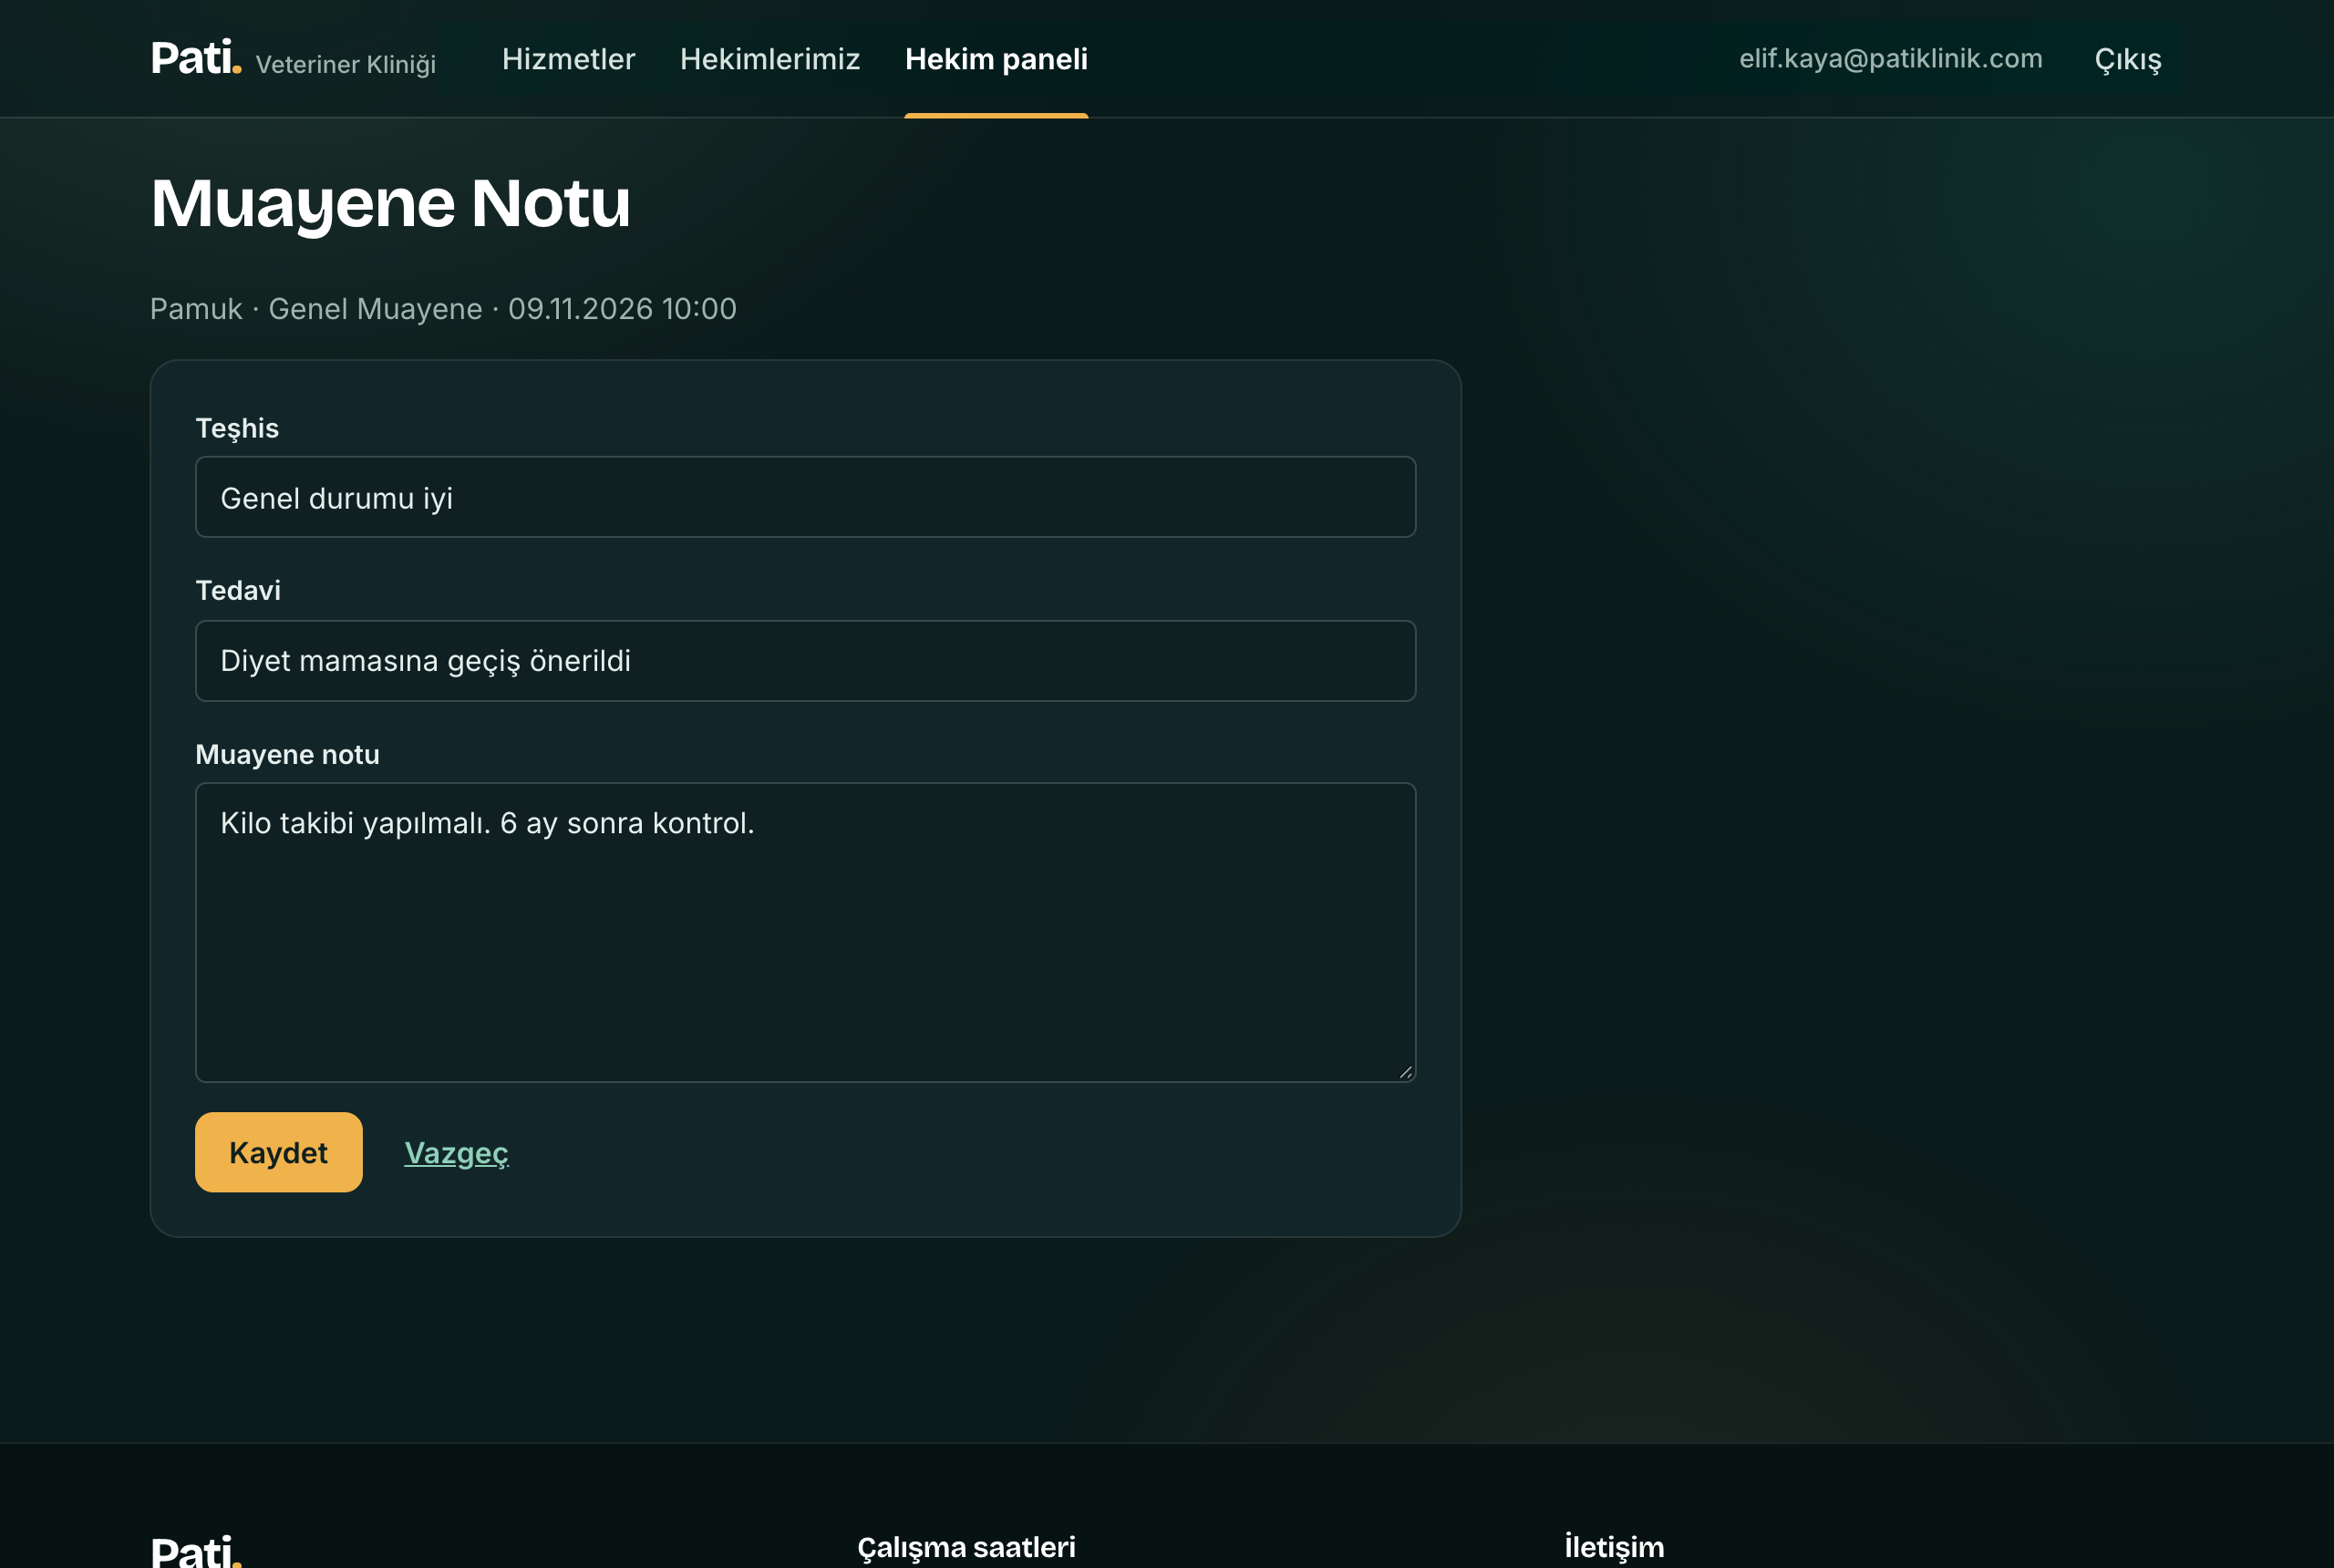 Pati. Veteriner Kliniği Hizmetler Hekimlerimiz Hekim paneli elif.kaya@patiklinik.com Çıkış
Muayene Notu
Pamuk · Genel Muayene · 09.11.2026 10:00
Teşhis
Genel durumu iyi
Tedavi
Diyet mamasına geçiş önerildi
Muayene notu
Kilo takibi yapılmalı. 6 ay sonra kontrol.
Kaydet Vazgeç
Pati. Çalışma saatleri İletişim